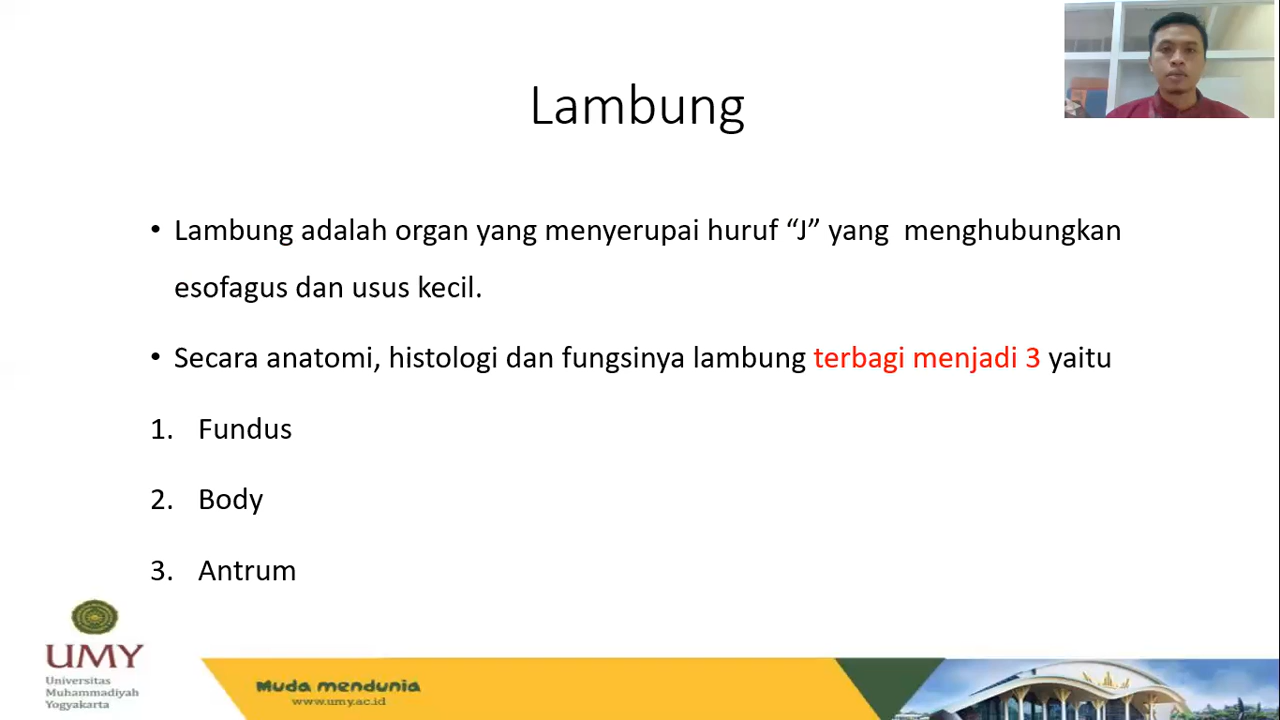 Lambung
• Lambung adalah organ yang menyerupai huruf “J” yang  menghubungkan
esofagus dan usus kecil.
• Secara anatomi, histologi dan fungsinya lambung terbagi menjadi 3 yaitu
1. Fundus
2. Body
3. Antrum
UMY
Universitas
Muhammadiyah
Yogyakarta
Muda mendunia
www.umy.ac.id